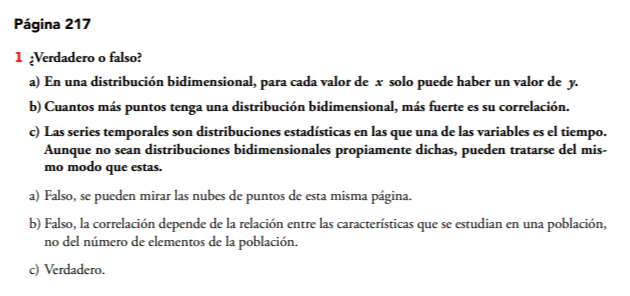 Página 217
1 ¿Verdadero o falso?
a) En una distribución bidimensional, para cada valor de x solo puede haber un valor de y.
b) Cuantos más puntos tenga una distribución bidimensional, más fuerte es su correlación.
c) Las series temporales son distribuciones estadísticas en las que una de las variables es el tiempo.
Aunque no sean distribuciones bidimensionales propiamente dichas, pueden tratarse del mis-
mo modo que estas.
a) Falso, se pueden mirar las nubes de puntos de esta misma página.
b) Falso, la correlación depende de la relación entre las características que se estudian en una población,
no del número de elementos de la población.
c) Verdadero.